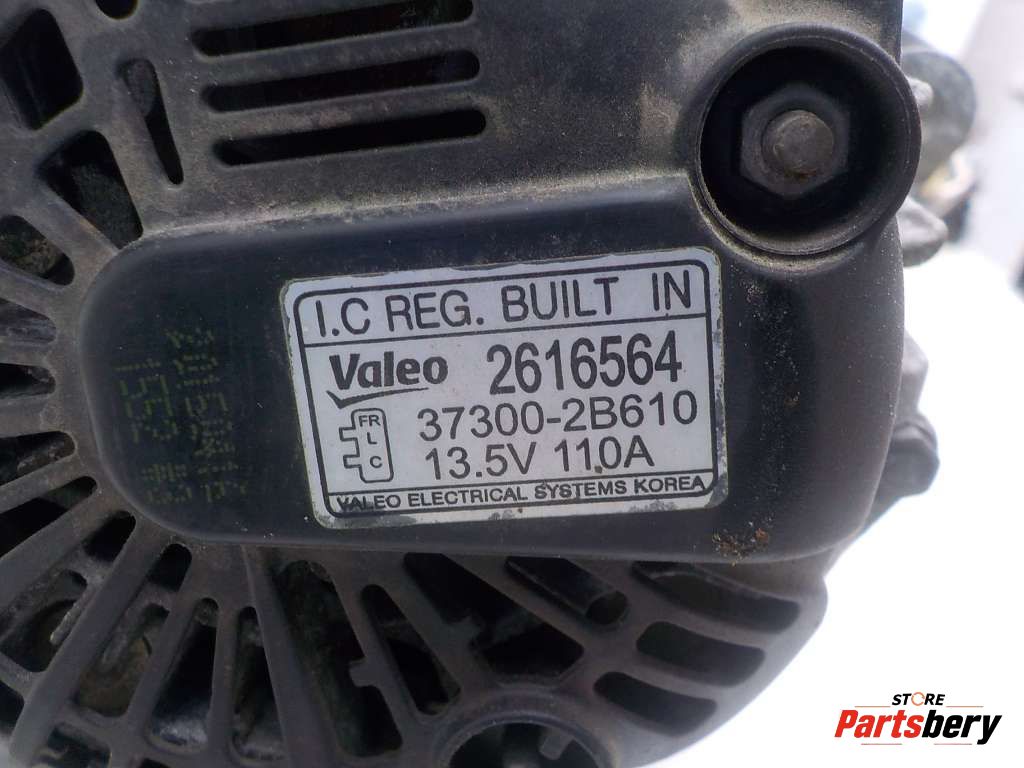 I.C REG. BUILT IN
Valeo 2616564
FR 37300-2B610
L
C 13.5V 110A
VALEO ELECTRICAL SYSTEMS KOREA
STORE
Partsbery